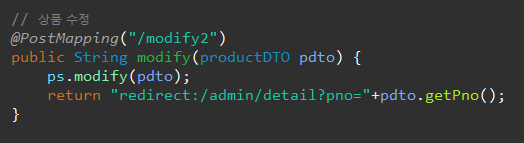 // 상품 수정
@PostMapping("/modify2")
public String modify(productDTO pdto) {
    ps.modify(pdto);
    return "redirect:/admin/detail?pno="+pdto.getPno();
}